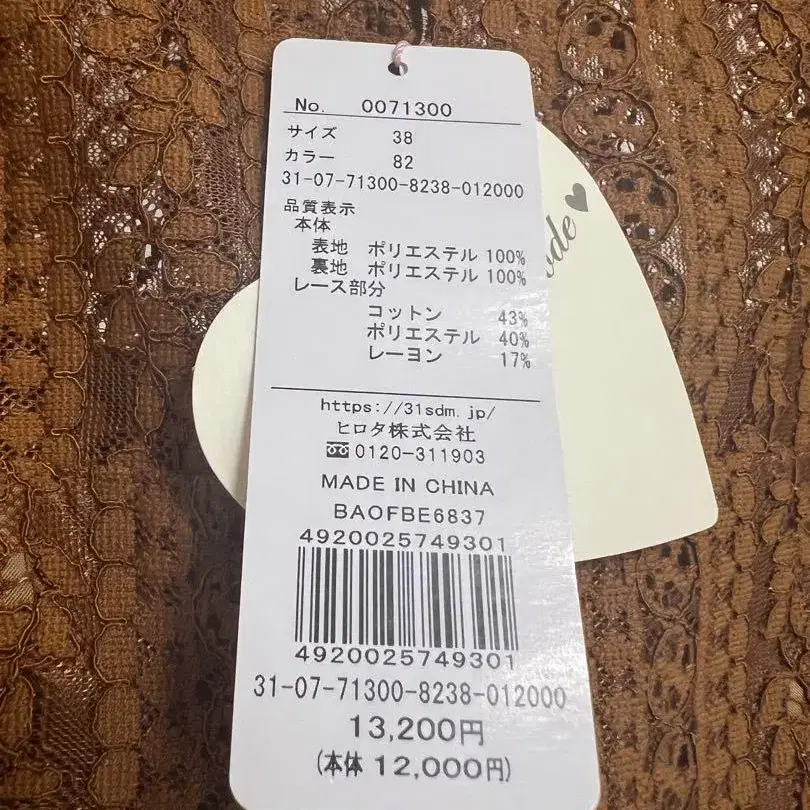 No. 0071300
サイズ 38
カラー 82
31-07-71300-8238-012000
品質表示
本体
表地 ポリエステル 100%
裏地 ポリエステル 100%
レース部分
コットン 43%
ポリエステル 40%
レーヨン 17%
https://31sdm.jp/
ヒロタ株式会社
0120-311903
MADE IN CHINA
BAOFBE6837
4920025749301
4920025749301
31-07-71300-8238-012000
13,200円
(本体 12,000円)